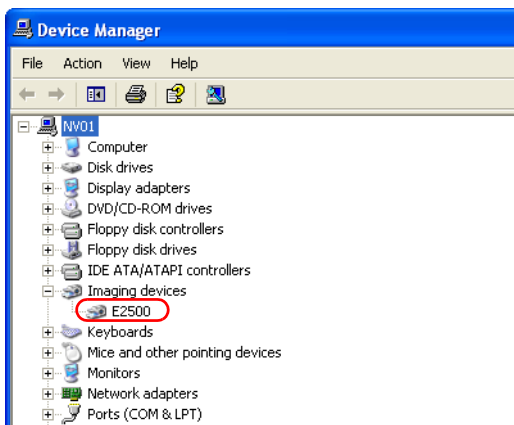 Device Manager
File Action View Help
NV01
Computer
Disk drives
Display adapters
DVD/CD-ROM drives
Floppy disk controllers
Floppy disk drives
IDE ATA/ATAPI controllers
Imaging devices
E2500
Keyboards
Mice and other pointing devices
Monitors
Network adapters
Ports (COM & LPT)